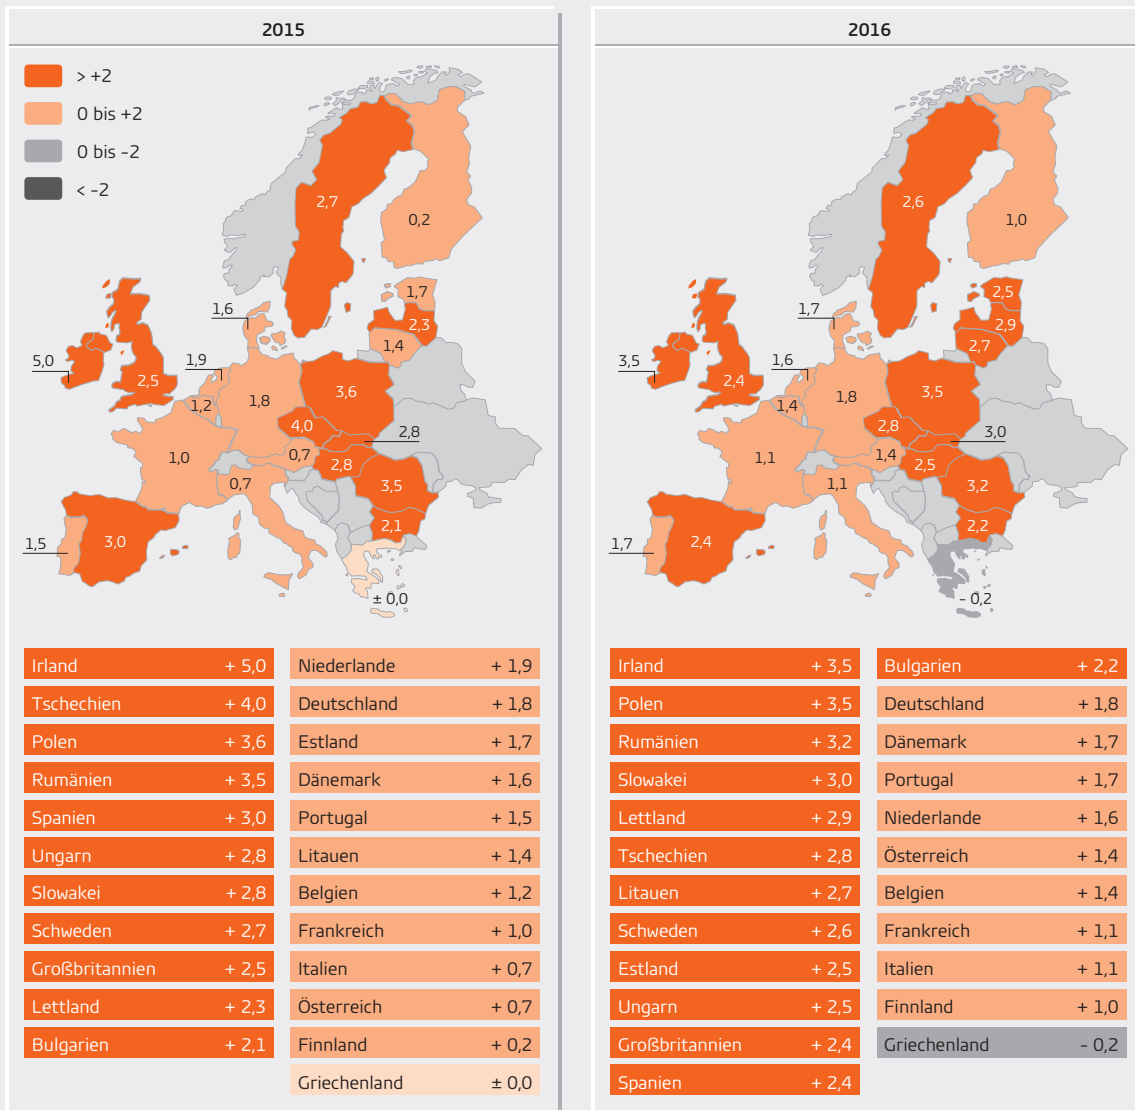 2015
> +2
0 bis +2
0 bis -2
< -2
2,7
0,2
1,7
1,6
2,3
1,4
5,0
1,9
2,5
3,6
1,2
1,8
4,0
2,8
1,0
0,7
2,8
0,7
3,5
2,1
1,5
3,0
± 0,0
Irland + 5,0
Tschechien + 4,0
Polen + 3,6
Rumänien + 3,5
Spanien + 3,0
Ungarn + 2,8
Slowakei + 2,8
Schweden + 2,7
Großbritannien + 2,5
Lettland + 2,3
Bulgarien + 2,1
Niederlande + 1,9
Deutschland + 1,8
Estland + 1,7
Dänemark + 1,6
Portugal + 1,5
Litauen + 1,4
Belgien + 1,2
Frankreich + 1,0
Italien + 0,7
Österreich + 0,7
Finnland + 0,2
Griechenland ± 0,0
2016
2,6
1,0
2,5
1,7
2,9
2,7
3,5
1,6
2,4
3,5
1,4
1,8
2,8
3,0
1,1
1,4
2,5
1,1
3,2
2,2
1,7
2,4
- 0,2
Irland + 3,5
Polen + 3,5
Rumänien + 3,2
Slowakei + 3,0
Lettland + 2,9
Tschechien + 2,8
Litauen + 2,7
Schweden + 2,6
Estland + 2,5
Ungarn + 2,5
Großbritannien + 2,4
Spanien + 2,4
Bulgarien + 2,2
Deutschland + 1,8
Dänemark + 1,7
Portugal + 1,7
Niederlande + 1,6
Österreich + 1,4
Belgien + 1,4
Frankreich + 1,1
Italien + 1,1
Finnland + 1,0
Griechenland - 0,2